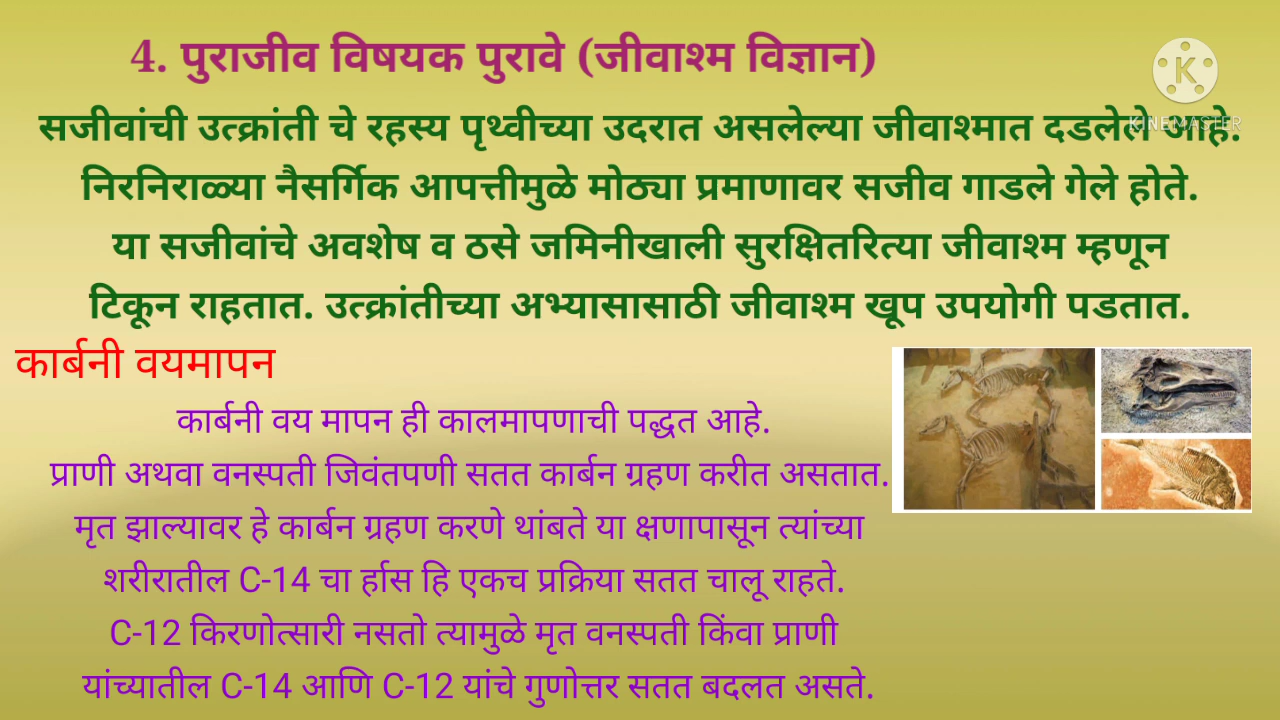 4. पुराजीव विषयक पुरावे (जीवाश्म विज्ञान)
K
KINEMASTER
सजीवांची उत्क्रांती चे रहस्य पृथ्वीच्या उदरात असलेल्या जीवाश्मात दडलेले आहे.
निरनिराळ्या नैसर्गिक आपत्तीमुळे मोठ्या प्रमाणावर सजीव गाडले गेले होते.
या सजीवांचे अवशेष व ठसे जमिनीखाली सुरक्षितरित्या जीवाश्म म्हणून
टिकून राहतात. उत्क्रांतीच्या अभ्यासासाठी जीवाश्म खूप उपयोगी पडतात.
कार्बनी वयमापन
कार्बनी वय मापन ही कालमापणाची पद्धत आहे.
प्राणी अथवा वनस्पती जिवंतपणी सतत कार्बन ग्रहण करीत असतात.
मृत झाल्यावर हे कार्बन ग्रहण करणे थांबते या क्षणापासून त्यांच्या
शरीरातील C-14 चा र्हास हि एकच प्रक्रिया सतत चालू राहते.
C-12 किरणोत्सारी नसतो त्यामुळे मृत वनस्पती किंवा प्राणी
यांच्यातील C-14 आणि C-12 यांचे गुणोत्तर सतत बदलत असते.